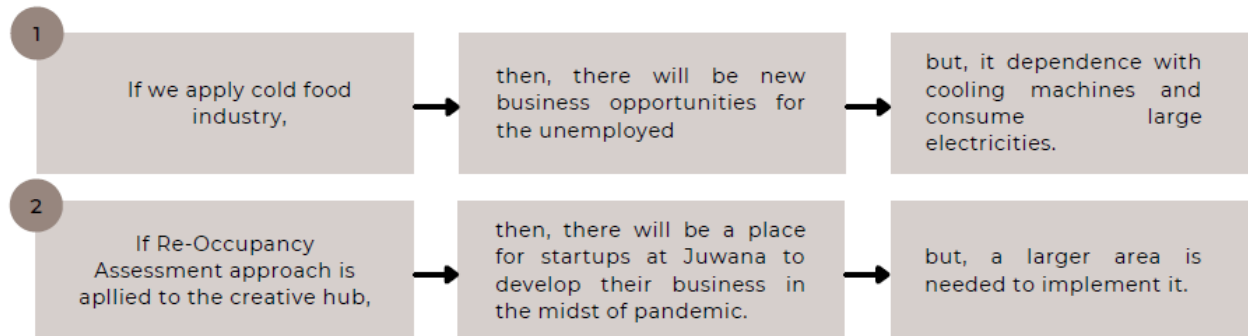 1
If we apply cold food
industry,
then, there will be new
business opportunities for
the unemployed
but, it dependence with
cooling machines and
consume large
electricities.
2
If Re-Occupancy
Assessment approach is
apllied to the creative hub,
then, there will be a place
for startups at Juwana to
develop their business in
the midst of pandemic.
but, a larger area is
needed to implement it.